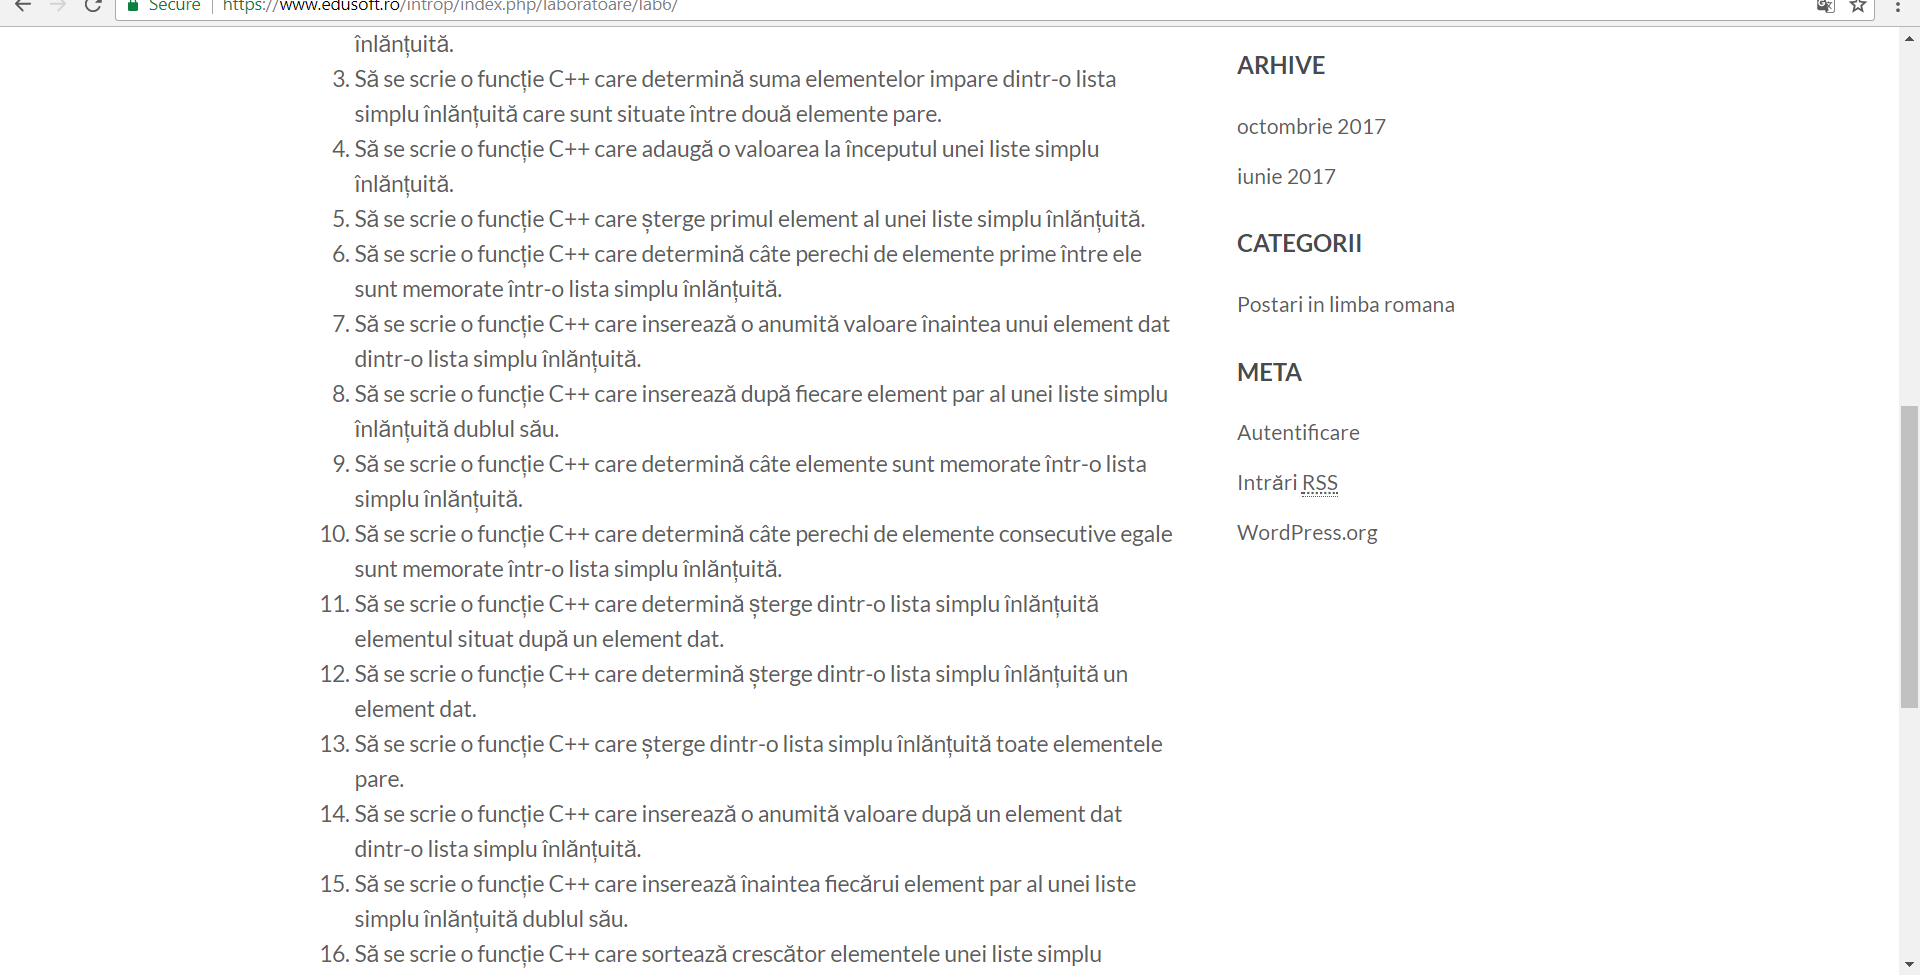 Secure
https://www.edusoft.ro/introp/index.php/laboratoare/lab6/
înlănțuită.
3. Să se scrie o funcție C++ care determină suma elementelor impare dintr-o lista
simplu înlănțuită care sunt situate între două elemente pare.
4. Să se scrie o funcție C++ care adaugă o valoarea la începutul unei liste simplu
înlănțuită.
5. Să se scrie o funcție C++ care șterge primul element al unei liste simplu înlănțuită.
6. Să se scrie o funcție C++ care determină câte perechi de elemente prime între ele
sunt memorate într-o lista simplu înlănțuită.
7. Să se scrie o funcție C++ care inserează o anumită valoare înaintea unui element dat
dintr-o lista simplu înlănțuită.
8. Să se scrie o funcție C++ care inserează după fiecare element par al unei liste simplu
înlănțuită dublul său.
9. Să se scrie o funcție C++ care determină câte elemente sunt memorate într-o lista
simplu înlănțuită.
10. Să se scrie o funcție C++ care determină câte perechi de elemente consecutive egale
sunt memorate într-o lista simplu înlănțuită.
11. Să se scrie o funcție C++ care determină șterge dintr-o lista simplu înlănțuită
elementul situat după un element dat.
12. Să se scrie o funcție C++ care determină șterge dintr-o lista simplu înlănțuită un
element dat.
13. Să se scrie o funcție C++ care șterge dintr-o lista simplu înlănțuită toate elementele
pare.
14. Să se scrie o funcție C++ care inserează o anumită valoare după un element dat
dintr-o lista simplu înlănțuită.
15. Să se scrie o funcție C++ care inserează înaintea fiecărui element par al unei liste
simplu înlănțuită dublul său.
16. Să se scrie o funcție C++ care sortează crescător elementele unei liste simplu
ARHIVE
octombrie 2017
iunie 2017
CATEGORII
Postari in limba romana
META
Autentificare
Intrări RSS
WordPress.org